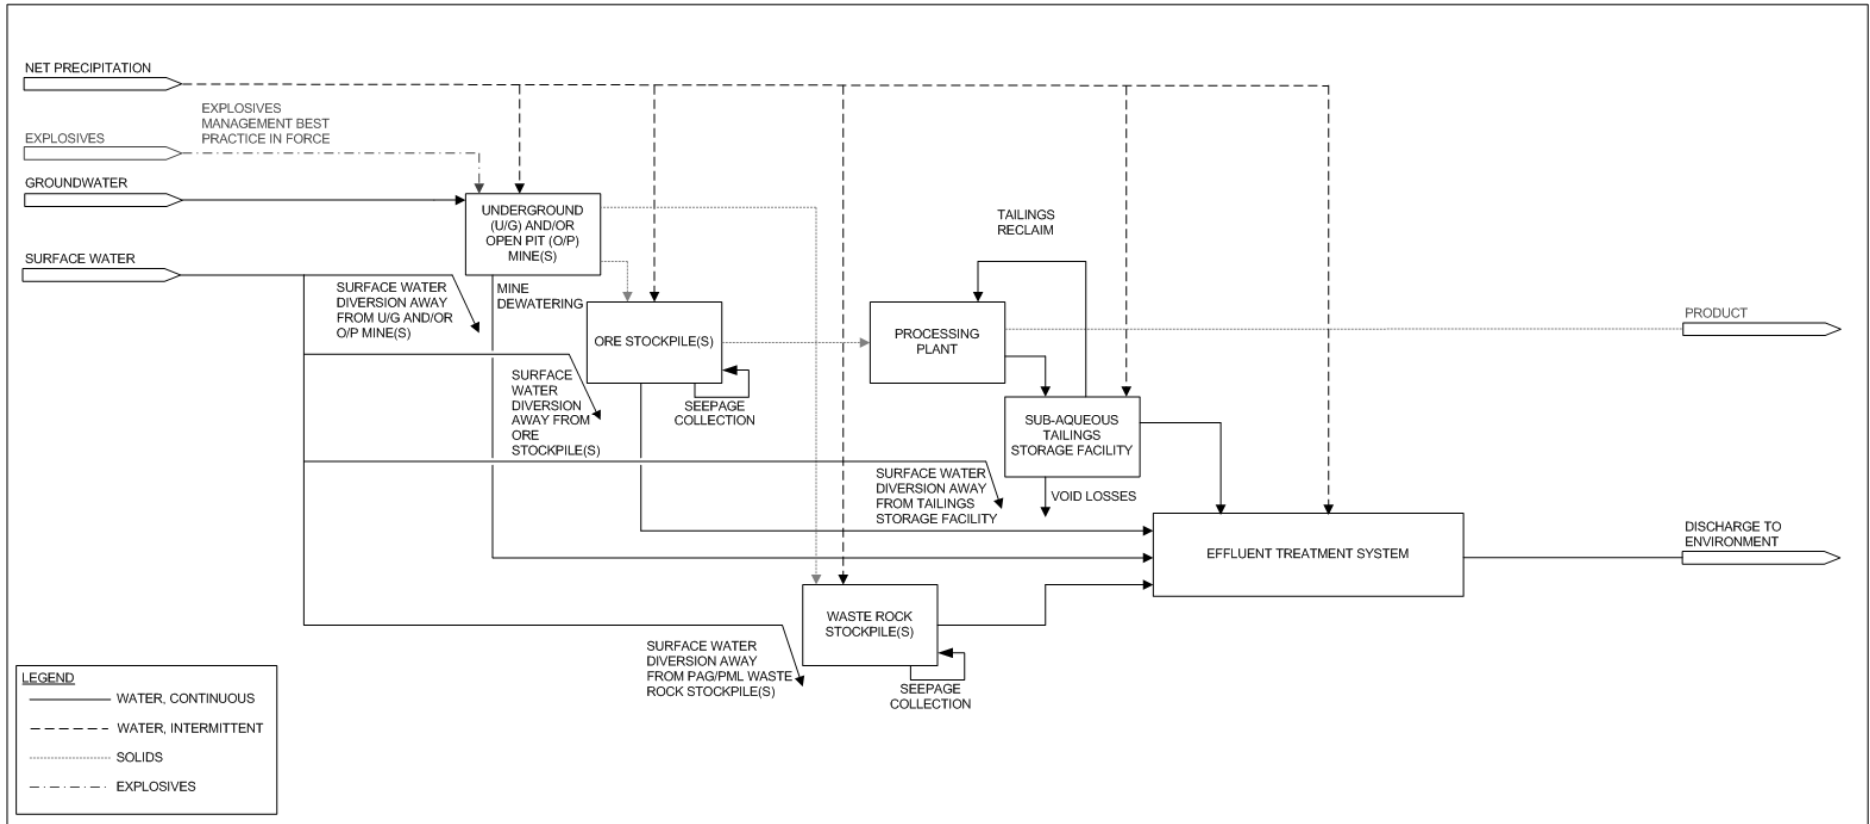 NET PRECIPITATION
EXPLOSIVES
MANAGEMENT BEST
PRACTICE IN FORCE
EXPLOSIVES
GROUNDWATER
UNDERGROUND
(U/G) AND/OR
OPEN PIT (O/P)
MINE(S)
TAILINGS
RECLAIM
SURFACE WATER
SURFACE WATER
DIVERSION AWAY
FROM U/G AND/OR
O/P MINE(S)
MINE
DEWATERING
ORE STOCKPILE(S)
PROCESSING
PLANT
PRODUCT
SURFACE
WATER
DIVERSION
AWAY FROM
ORE
STOCKPILE(S)
SEEPAGE
COLLECTION
SUB-AQUEOUS
TAILINGS
STORAGE FACILITY
SURFACE WATER
DIVERSION AWAY
FROM TAILINGS
STORAGE FACILITY
VOID LOSSES
EFFLUENT TREATMENT SYSTEM
DISCHARGE TO
ENVIRONMENT
WASTE ROCK
STOCKPILE(S)
SURFACE WATER
DIVERSION AWAY
FROM PAG/PML WASTE
ROCK STOCKPILE(S)
SEEPAGE
COLLECTION
LEGEND
WATER, CONTINUOUS
WATER, INTERMITTENT
SOLIDS
EXPLOSIVES